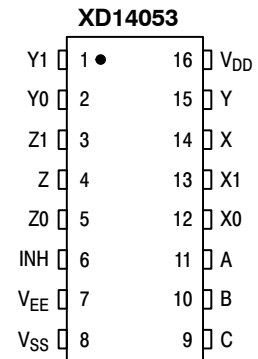 XD14053
Y1 1 16 VDD
Y0 2 15 Y
Z1 3 14 X
Z 4 13 X1
Z0 5 12 X0
INH 6 11 A
VEE 7 10 B
VSS 8 9 C